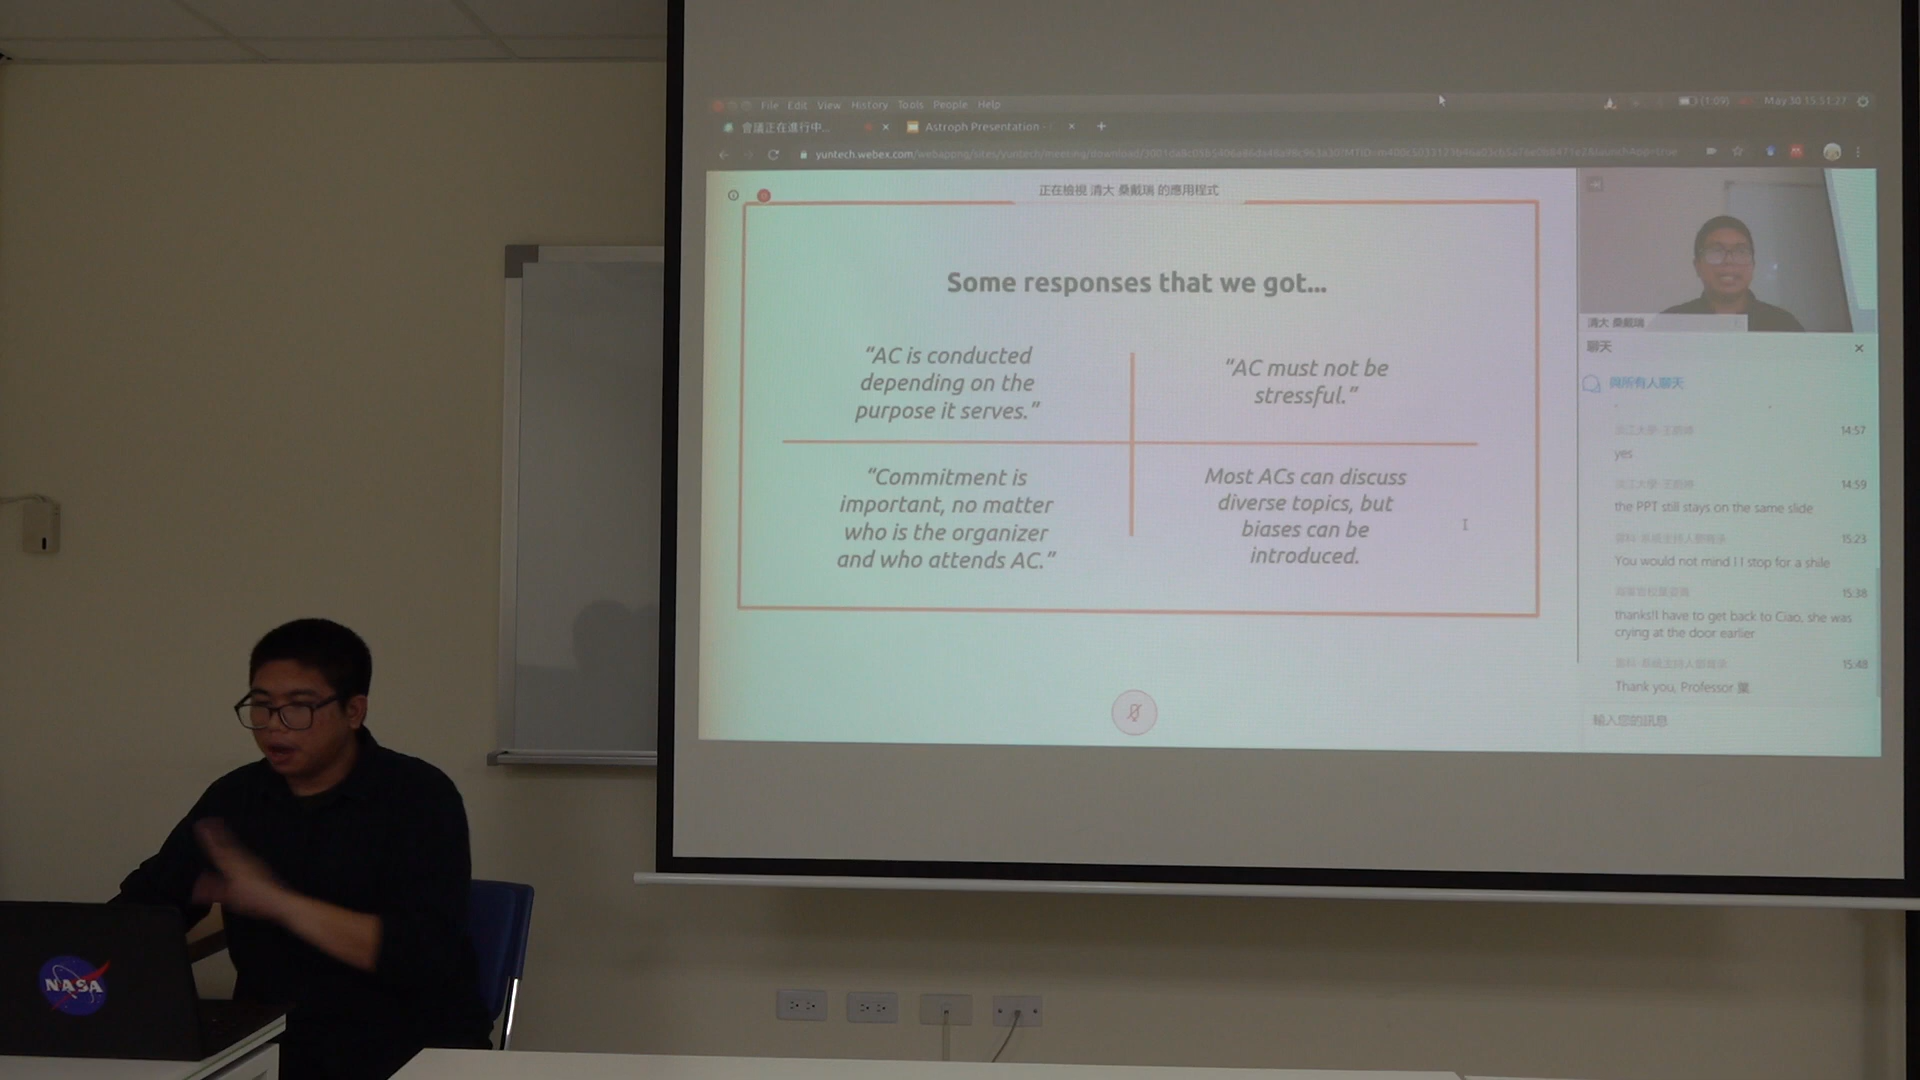 File Edit View History Tools People Help
(1:09) May 30 15:51:27
會議正在進行中...
Astroph Presentation -
yuntech.webex.com/
正在檢視 清大 桑戴瑞 的應用程式
Some responses that we got...
“AC is conducted
depending on the
purpose it serves.”
“AC must not be
stressful.”
“Commitment is
important, no matter
who is the organizer
and who attends AC.”
Most ACs can discuss
diverse topics, but
biases can be
introduced.
清大 桑戴瑞
聊天
與所有人聊天
14:57
yes
14:59
the PPT still stays on the same slide
15:23
You would not mind I I stop for a shile
15:38
thanks!I have to get back to Ciao, she was
crying at the door earlier
15:48
Thank you, Professor 葉
輸入您的訊息
NASA